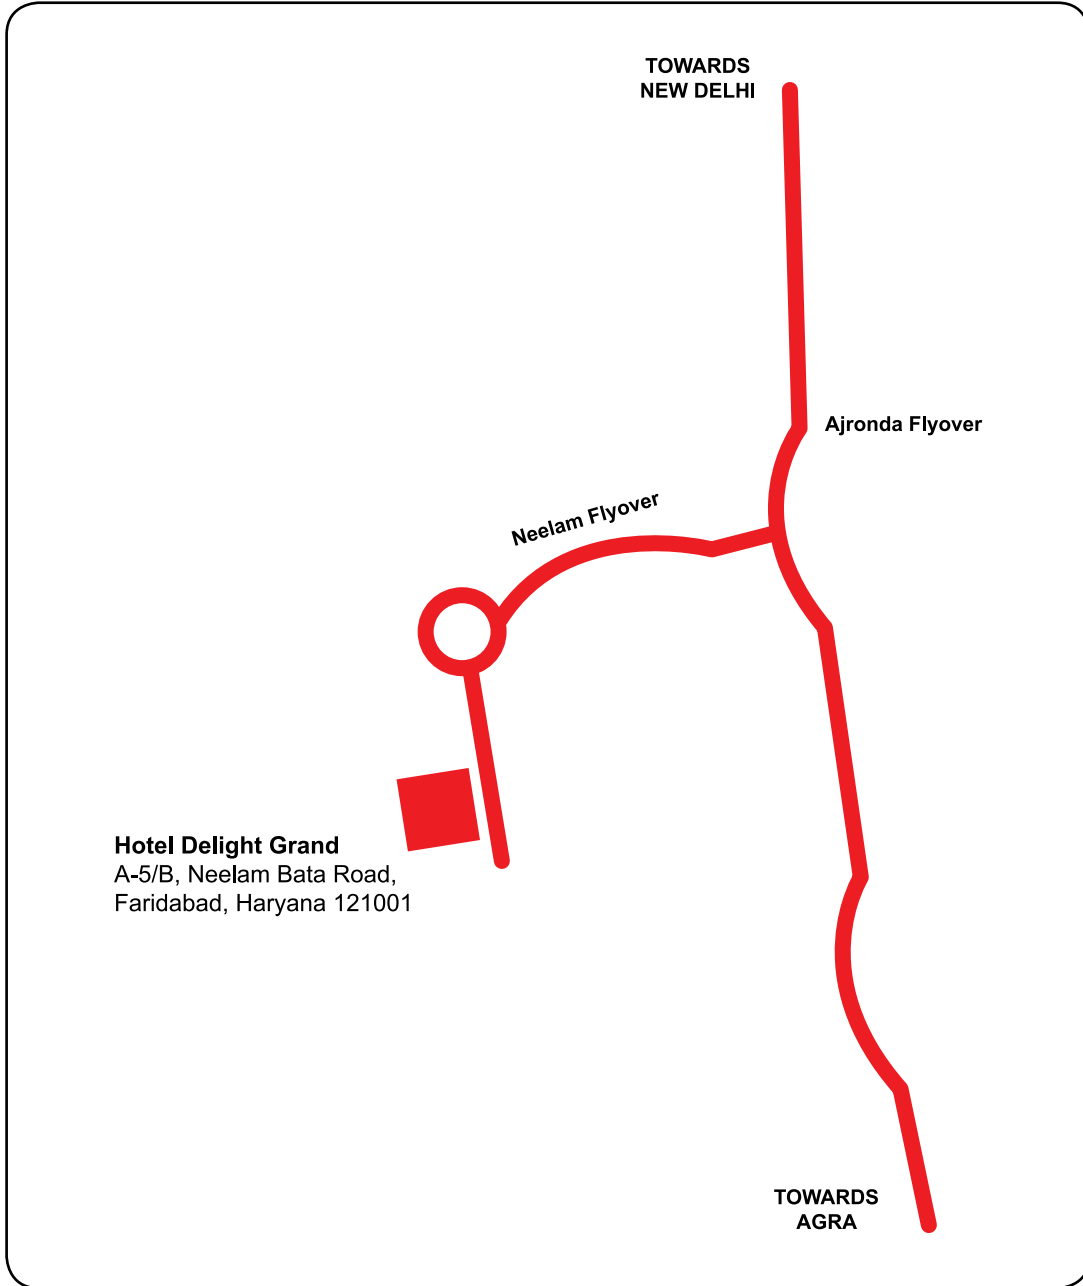 TOWARDS
NEW DELHI
Ajronda Flyover
Neelam Flyover
Hotel Delight Grand
A-5/B, Neelam Bata Road,
Faridabad, Haryana 121001
TOWARDS
AGRA